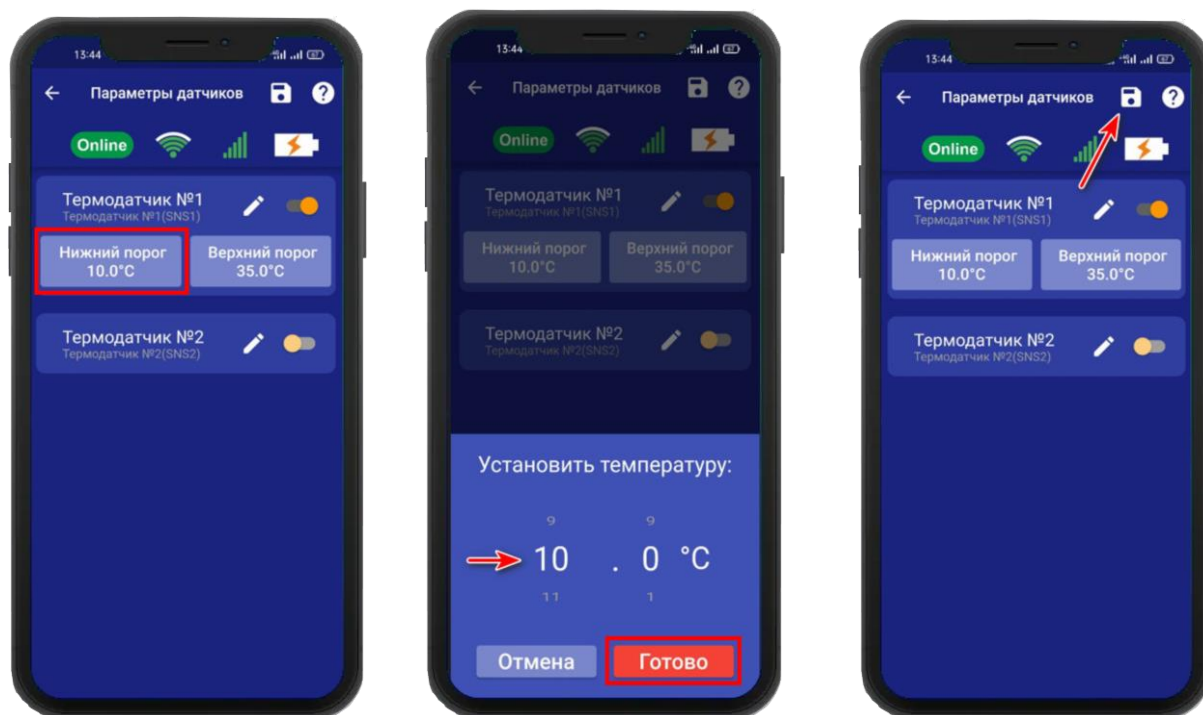 13:44
Параметры датчиков
Online
Термодатчик №1
Термодатчик №1(SNS1)
Нижний порог
10.0°C
Верхний порог
35.0°C
Термодатчик №2
Термодатчик №2(SNS2)
13:44
Параметры датчиков
Online
Термодатчик №1
Термодатчик №1(SNS1)
Нижний порог
10.0°C
Верхний порог
35.0°C
Термодатчик №2
Термодатчик №2(SNS2)
Установить температуру:
9 9
10 . 0 °C
11 1
Отмена Готово
13:44
Параметры датчиков
Online
Термодатчик №1
Термодатчик №1(SNS1)
Нижний порог
10.0°C
Верхний порог
35.0°C
Термодатчик №2
Термодатчик №2(SNS2)